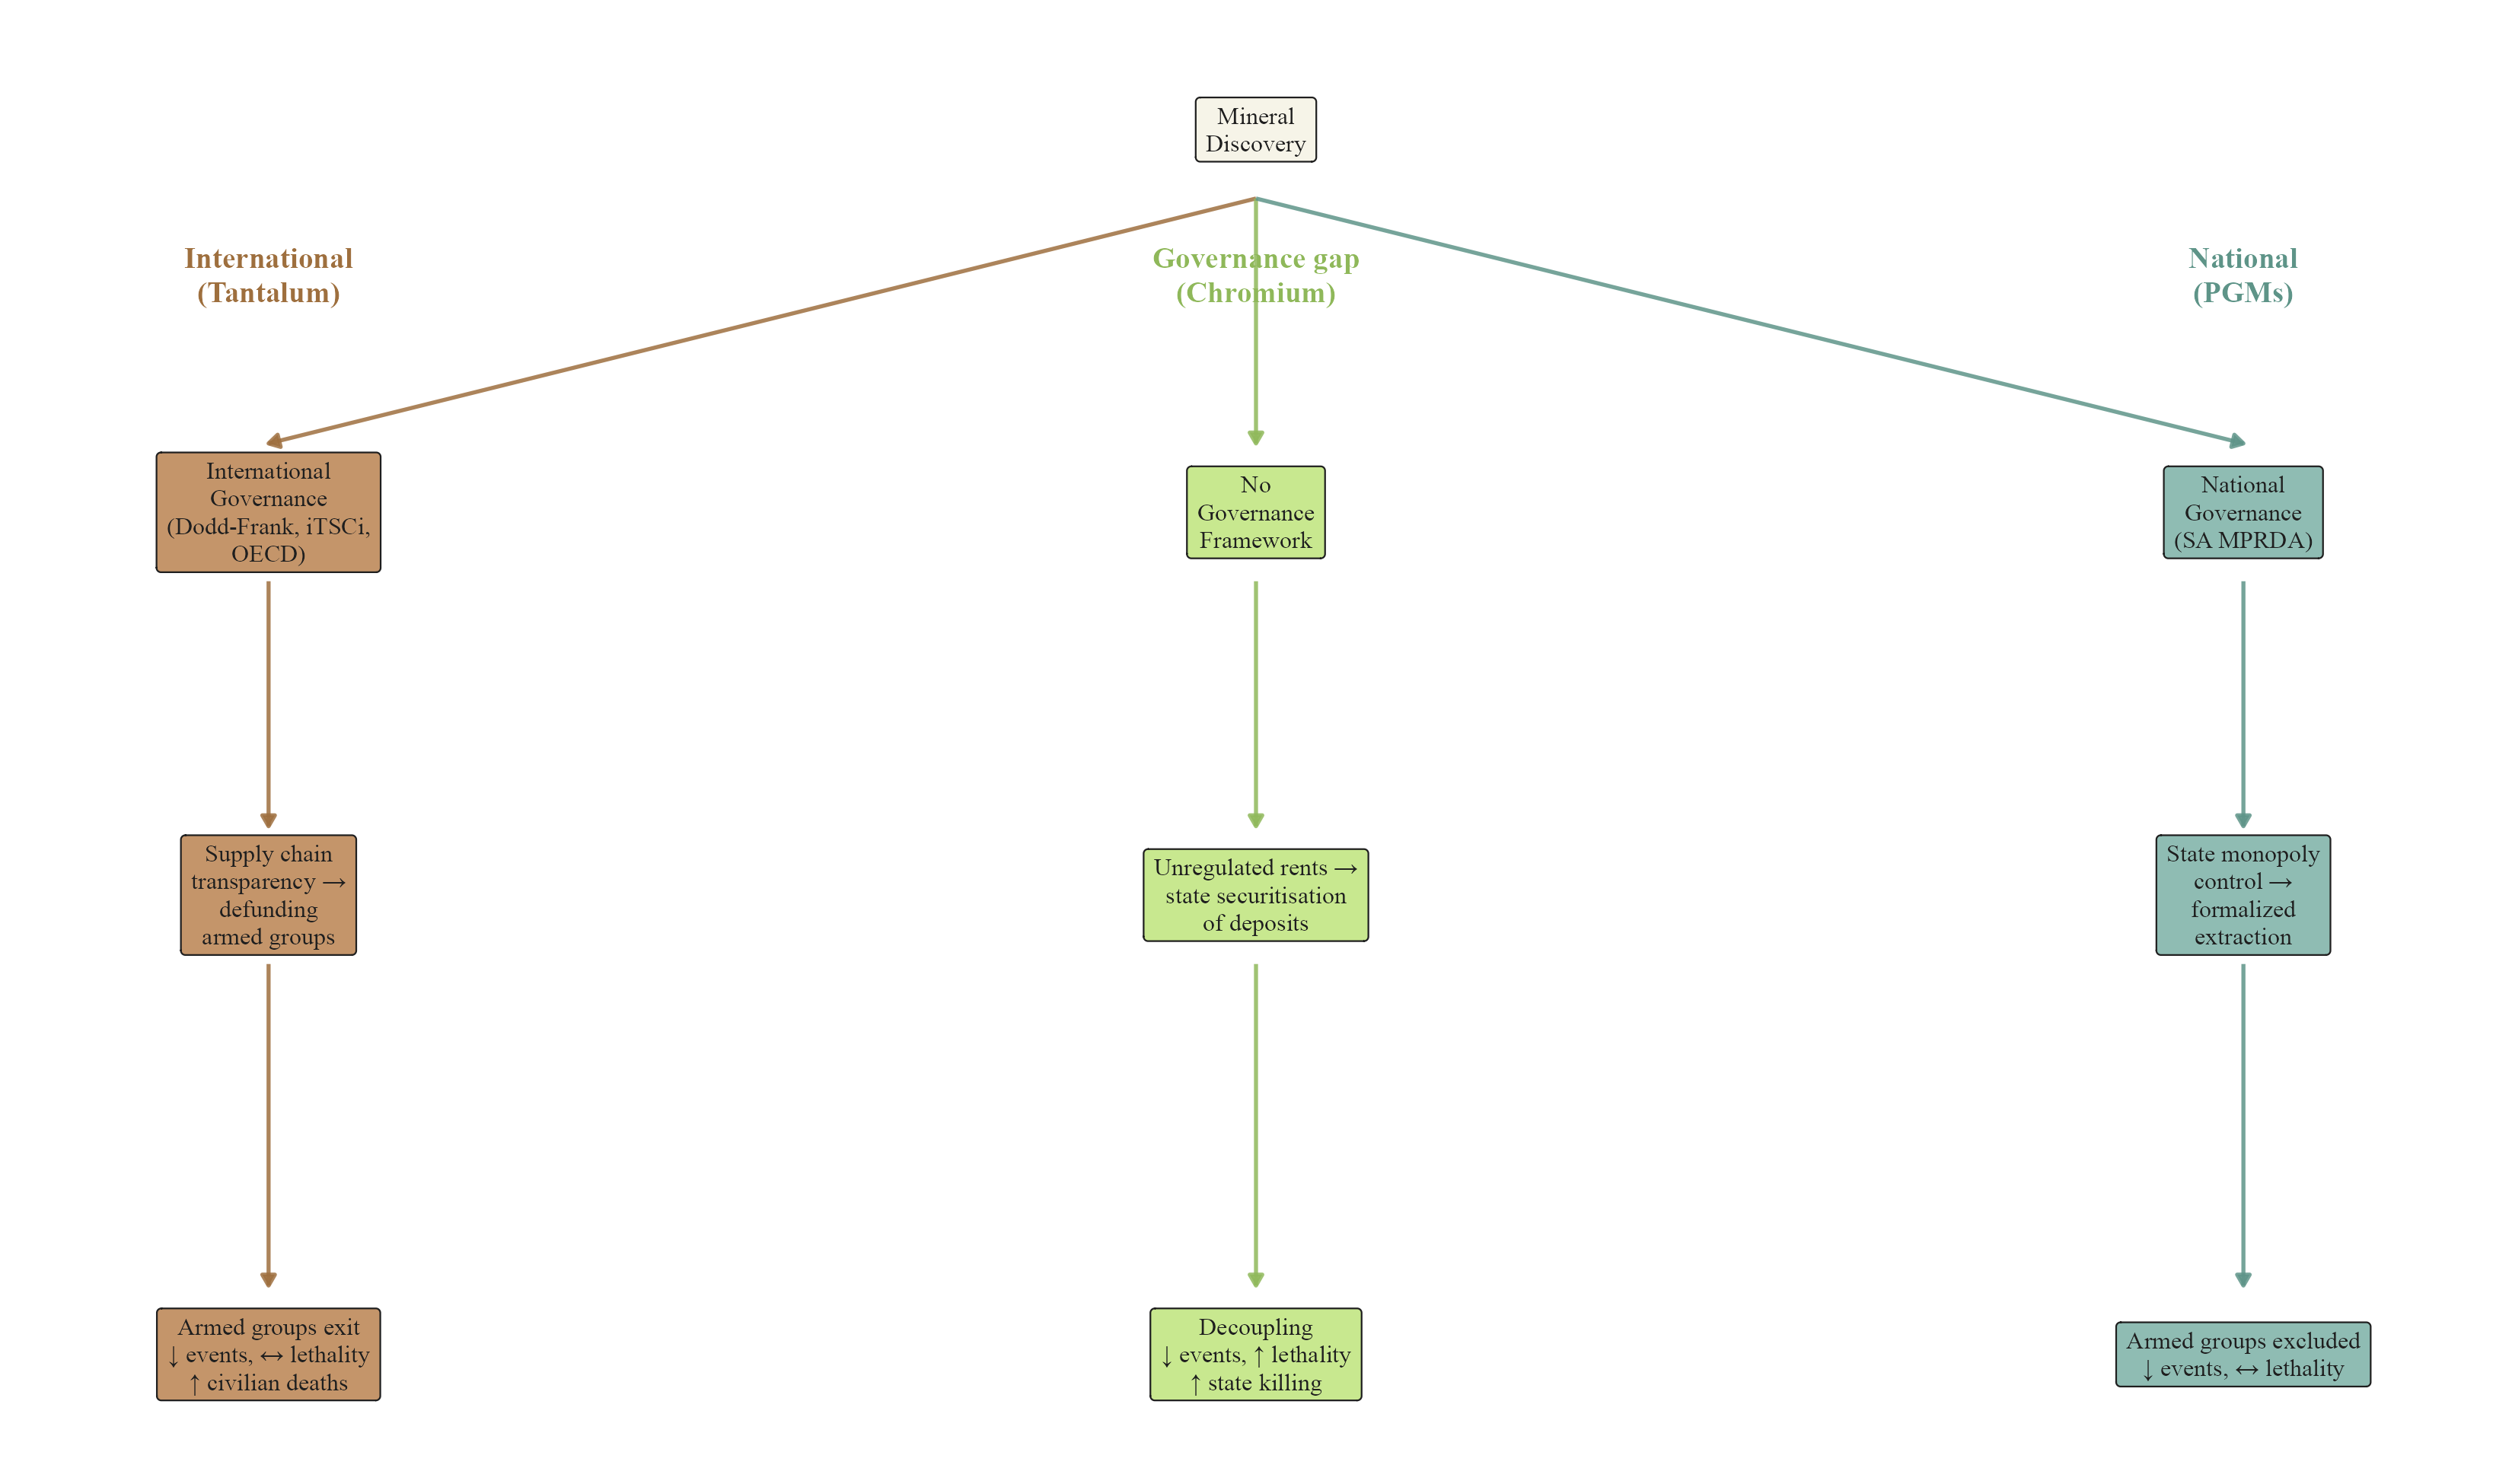 Mineral
Discovery
International
(Tantalum)
Governance gap
(Chromium)
National
(PGMs)
International
Governance
(Dodd-Frank, iTSCi,
OECD)
No
Governance
Framework
National
Governance
(SA MPRDA)
Supply chain
transparency →
defunding
armed groups
Unregulated rents →
state securitisation
of deposits
State monopoly
control →
formalized
extraction
Armed groups exit
↓ events, ↔ lethality
↑ civilian deaths
Decoupling
↓ events, ↑ lethality
↑ state killing
Armed groups excluded
↓ events, ↔ lethality